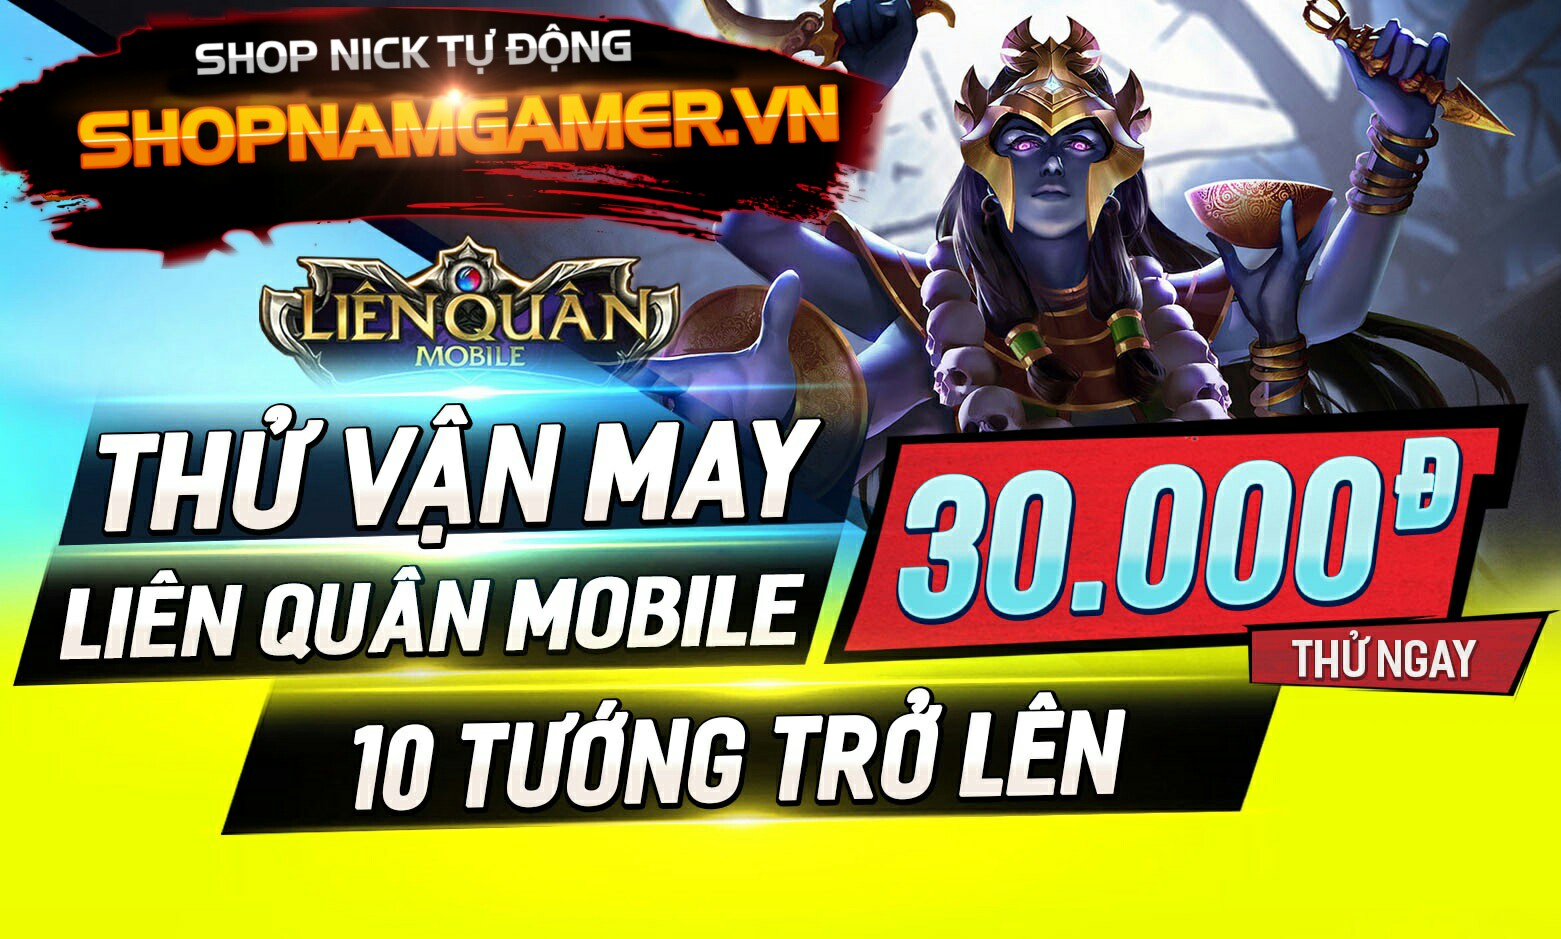 SHOP NICK TỰ ĐỘNG
SHOPNAMGAMER.VN
LIÊN QUÂN
MOBILE
THỬ VẬN MAY
LIÊN QUÂN MOBILE
30.000Đ
THỬ NGAY
10 TƯỚNG TRỞ LÊN